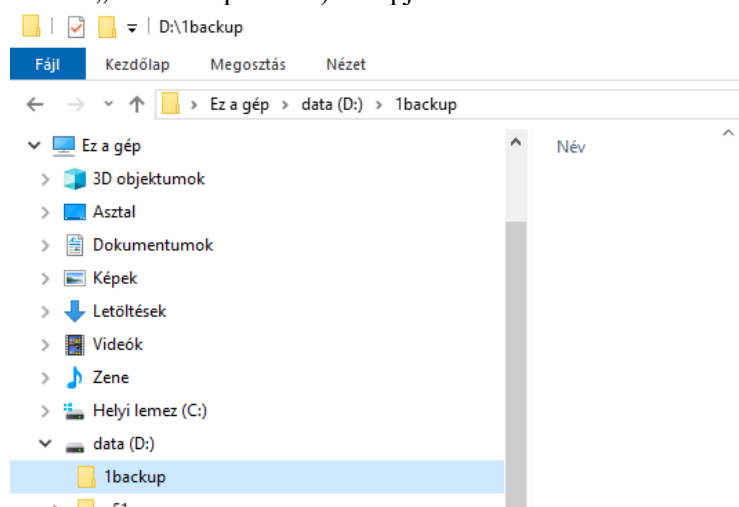 D:\1backup
Fájl Kezdőlap Megosztás Nézet
Ez a gép > data (D:) > 1backup
Ez a gép
Név
3D objektumok
Asztal
Dokumentumok
Képek
Letöltések
Videók
Zene
Helyi lemez (C:)
data (D:)
1backup